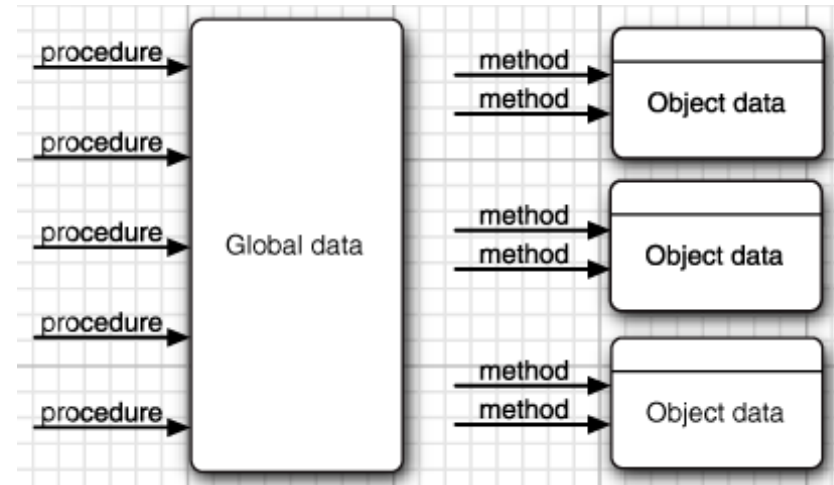 procedure
procedure
procedure
procedure
procedure
Global data
method
method
Object data
method
method
Object data
method
method
Object data